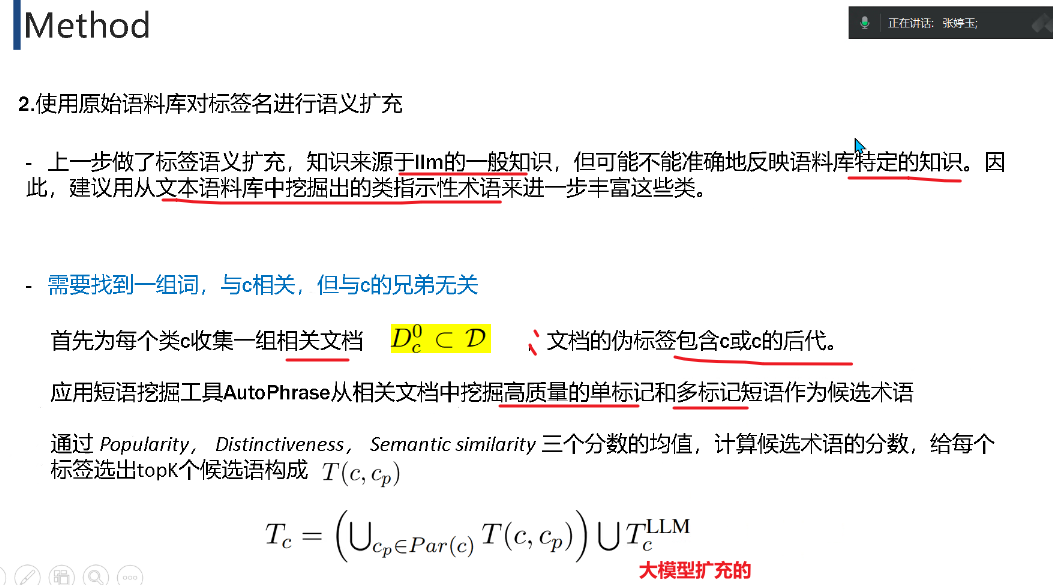 Method
正在讲话: 张婷玉;
2.使用原始语料库对标签名进行语义扩充
- 上一步做了标签语义扩充，知识来源于llm的一般知识，但可能不能准确地反映语料库特定的知识。因
此，建议用从文本语料库中挖掘出的类指示性术语来进一步丰富这些类。
- 需要找到一组词，与c相关，但与c的兄弟无关
首先为每个类c收集一组相关文档 D_c^0 ⊂ 𝒟 ，文档的伪标签包含c或c的后代。
应用短语挖掘工具AutoPhrase从相关文档中挖掘高质量的单标记和多标记短语作为候选术语
通过 Popularity， Distinctiveness， Semantic similarity 三个分数的均值，计算候选术语的分数，给每个
标签选出topK个候选语构成 T(c, c_p)
T_c = (⋃_{c_p∈Par(c)} T(c, c_p)) ⋃ T_c^{LLM}
大模型扩充的